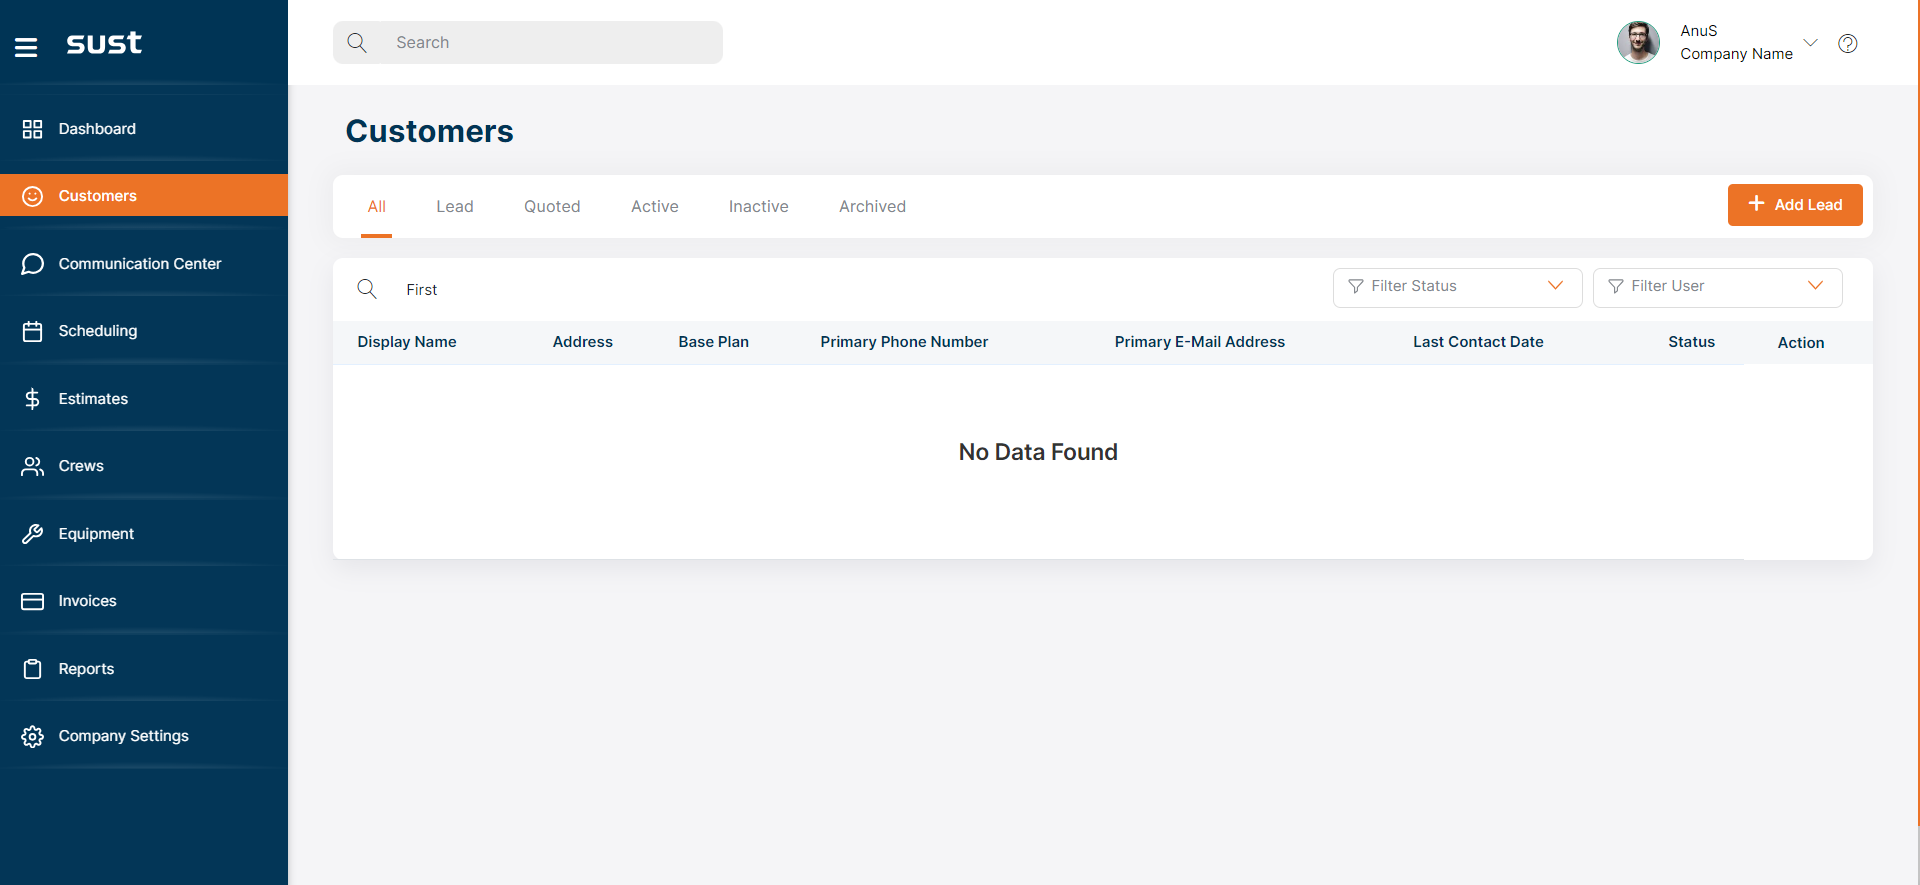 sust
Search
AnuS
Company Name
Dashboard
Customers
Communication Center
Scheduling
Estimates
Crews
Equipment
Invoices
Reports
Company Settings
Customers
All
Lead
Quoted
Active
Inactive
Archived
Add Lead
First
Filter Status
Filter User
Display Name
Address
Base Plan
Primary Phone Number
Primary E-Mail Address
Last Contact Date
Status
Action
No Data Found